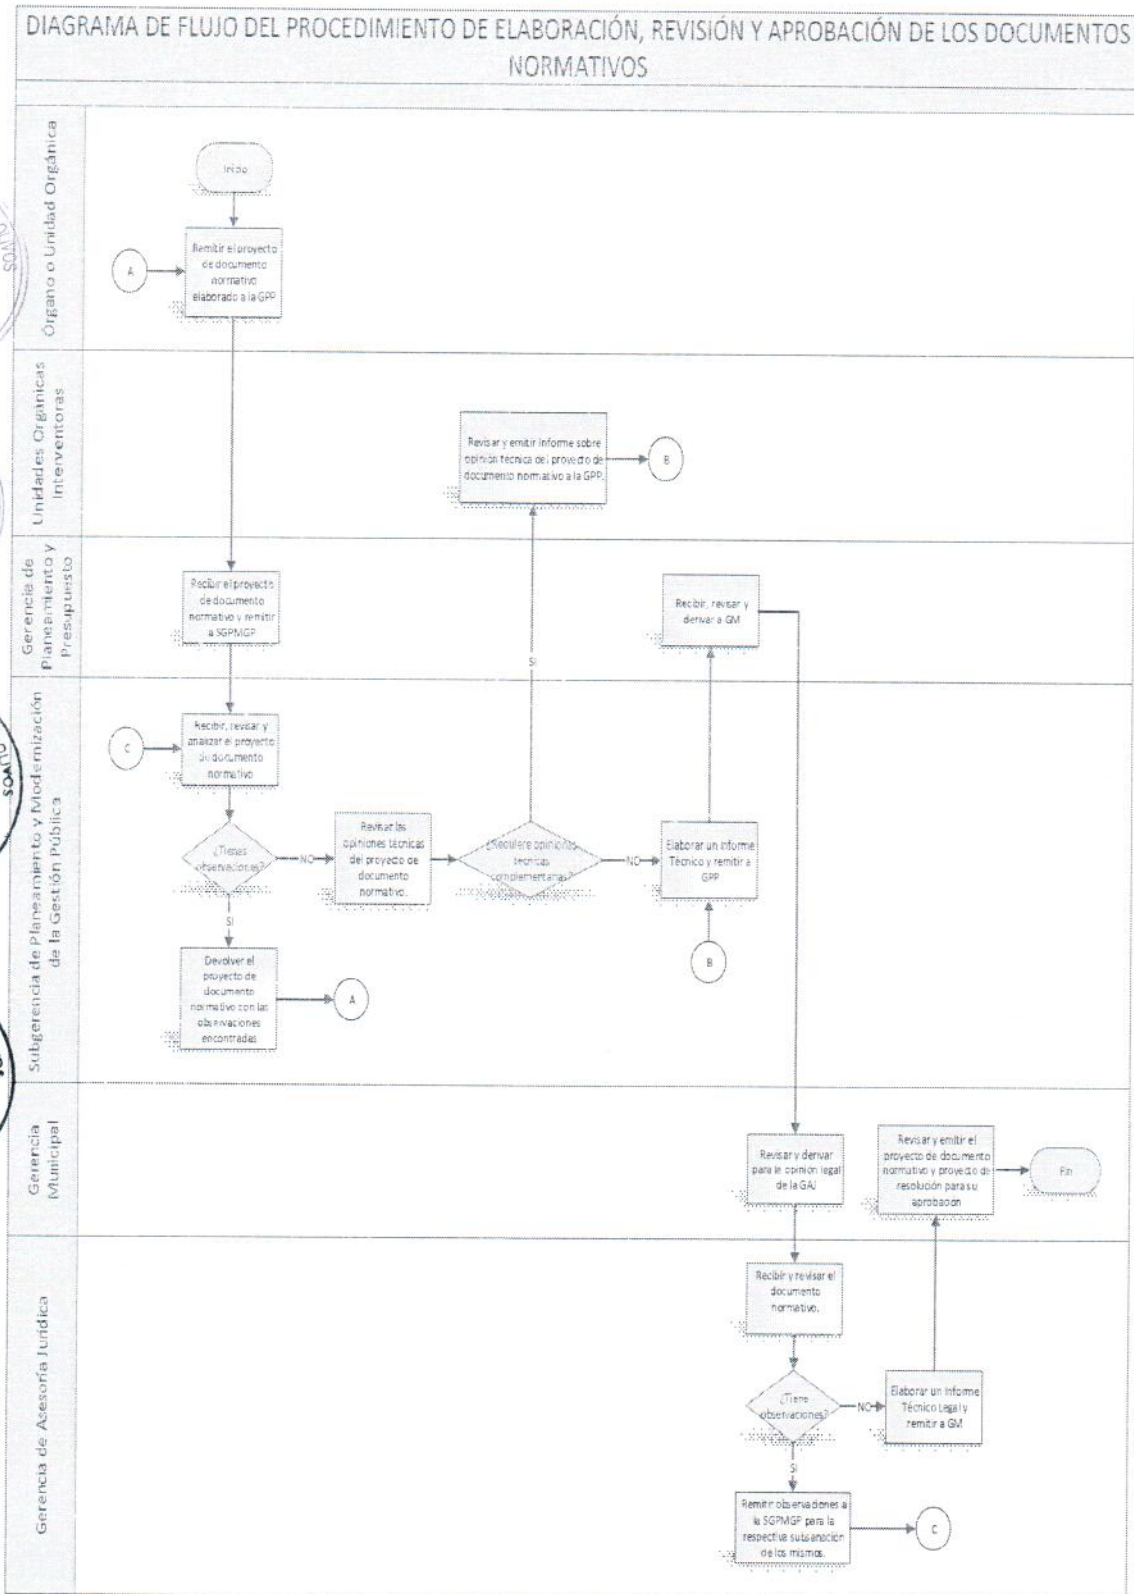 DIAGRAMA DE FLUJO DEL PROCEDIMIENTO DE ELABORACIÓN, REVISIÓN Y APROBACIÓN DE LOS DOCUMENTOS
NORMATIVOS
Órgano o Unidad Orgánica
Inicio
A
Remitir el proyecto
de documento
normativo
elaborado a la GPP
Unidades Orgánicas
Interventoras
Revisar y emitir informe sobre
opinión técnica del proyecto de
documento normativo a la GPP.
B
Gerencia de
Planeamiento y
Presupuesto
Recibir el proyecto
de documento
normativo y remitir
a SGPMGP
SI
Recibir, revisar y
derivar a GM
Subgerencia de Planeamiento y Modernización
de la Gestión Pública
C
Recibir, revisar y
analizar el proyecto
de documento
normativo
¿Tienes
observaciones?
NO
Revisar las
opiniones técnicas
del proyecto de
documento
normativo.
¿Requiere opiniones
técnicas
complementarias?
NO
Elaborar un Informe
Técnico y remitir a
GPP
SI
Devolver el
proyecto de
documento
normativo con las
observaciones
encontradas
A
B
Gerencia
Municipal
Revisar y derivar
para la opinión legal
de la GAJ
Revisar y emitir el
proyecto de documento
normativo y proyecto de
resolución para su
aprobación
Fin
Gerencia de Asesoría Jurídica
Recibir y revisar el
documento
normativo.
¿Tiene
observaciones?
NO
Elaborar un Informe
Técnico Legal y
remitir a GM
SI
Remitir observaciones a
la SGPMGP para la
respectiva subsanación
de los mismos.
C
OLIVOS
OLIVOS